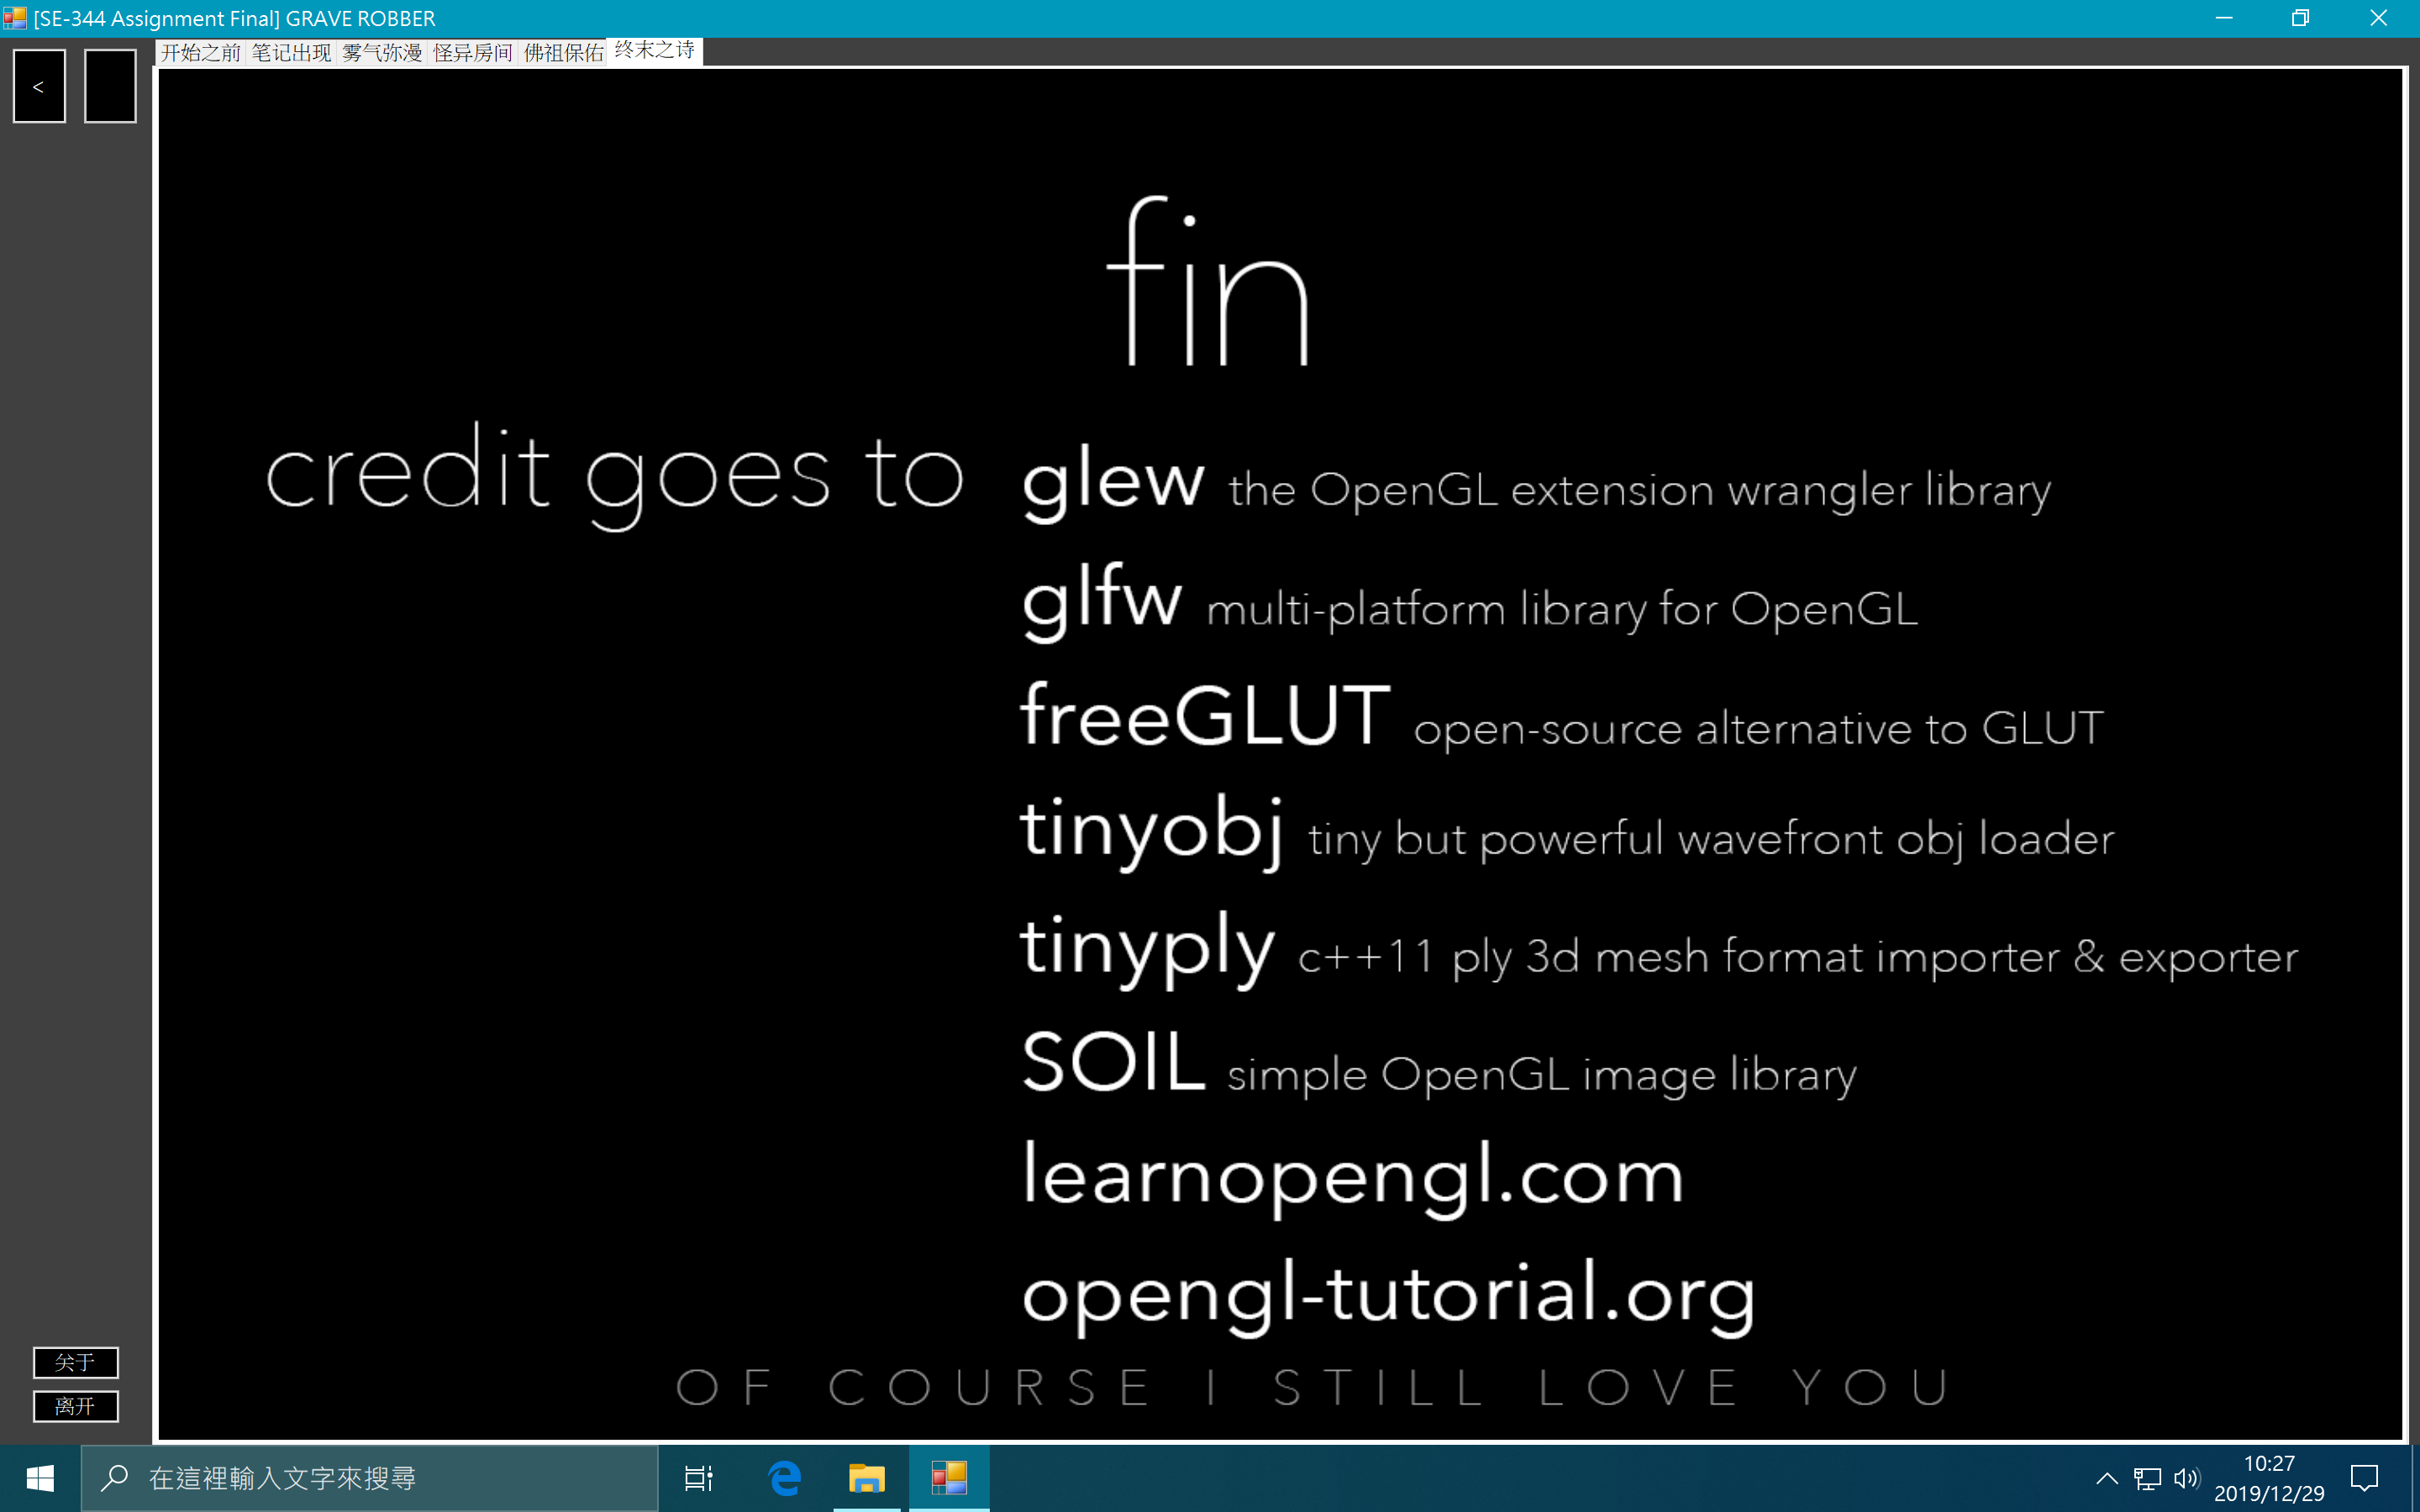 [SE-344 Assignment Final] GRAVE ROBBER
<
开始之前 笔记出现 雾气弥漫 怪异房间 佛祖保佑 终末之诗
fin
credit goes to glew the OpenGL extension wrangler library
glfw multi-platform library for OpenGL
freeGLUT open-source alternative to GLUT
tinyobj tiny but powerful wavefront obj loader
tinyply c++11 ply 3d mesh format importer & exporter
SOIL simple OpenGL image library
learnopengl.com
opengl-tutorial.org
OF COURSE I STILL LOVE YOU
关于
离开
在這裡輸入文字來搜尋
10:27
2019/12/29